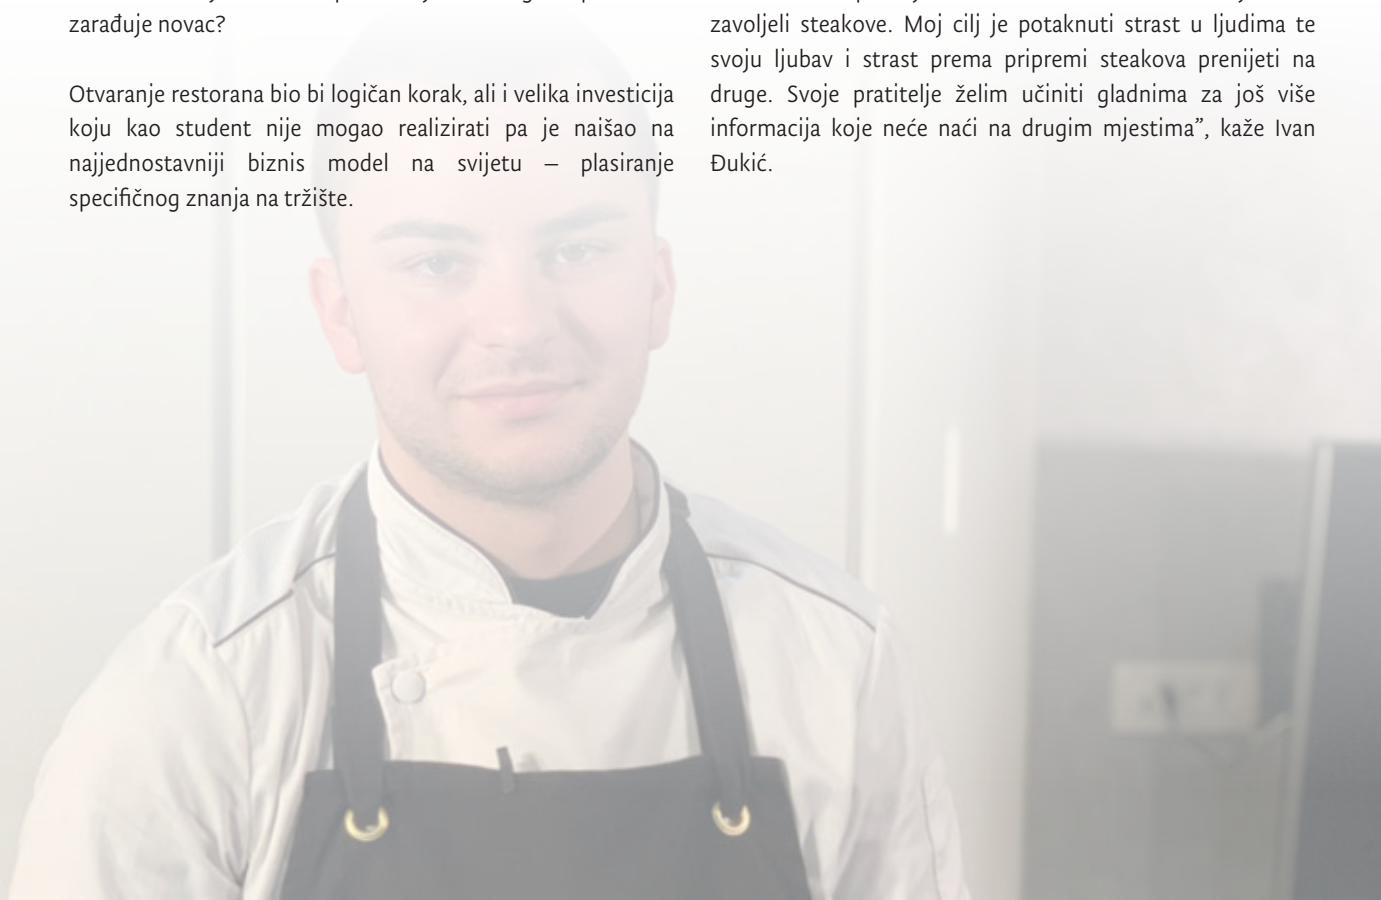 zarađuje novac?
Otvaranje restorana bio bi logičan korak, ali i velika investicija
koju kao student nije mogao realizirati pa je naišao na
najjednostavniji biznis model na svijetu – plasiranje
specifičnog znanja na tržište.
zavoljeli steakove. Moj cilj je potaknuti strast u ljudima te
svoju ljubav i strast prema pripremi steakova prenijeti na
druge. Svoje pratitelje želim učiniti gladnima za još više
informacija koje neće naći na drugim mjestima”, kaže Ivan
Đukić.